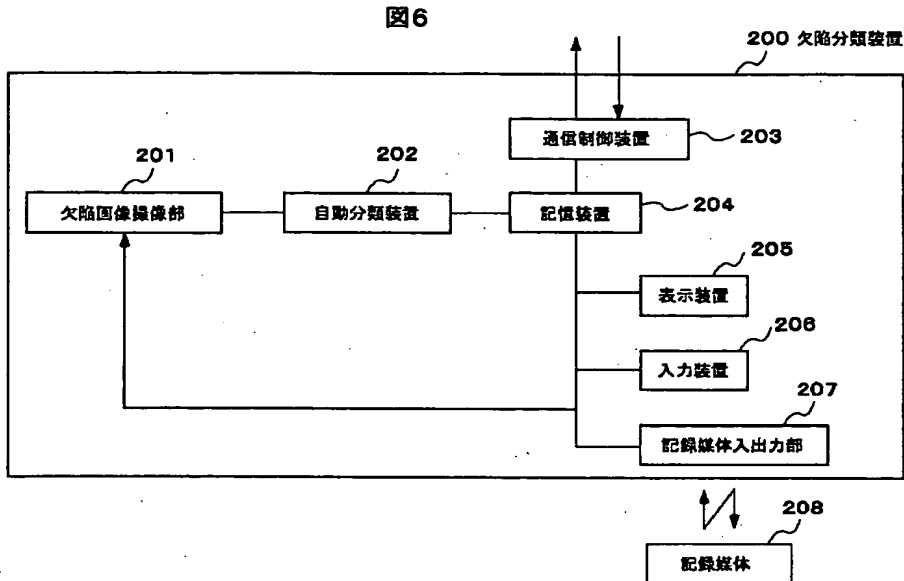 図6
200 欠陥分類装置
通信制御装置
203
201
202
欠陥画像撮像部
自動分類装置
記憶装置
204
205
表示装置
206
入力装置
207
記録媒体入出力部
208
記録媒体